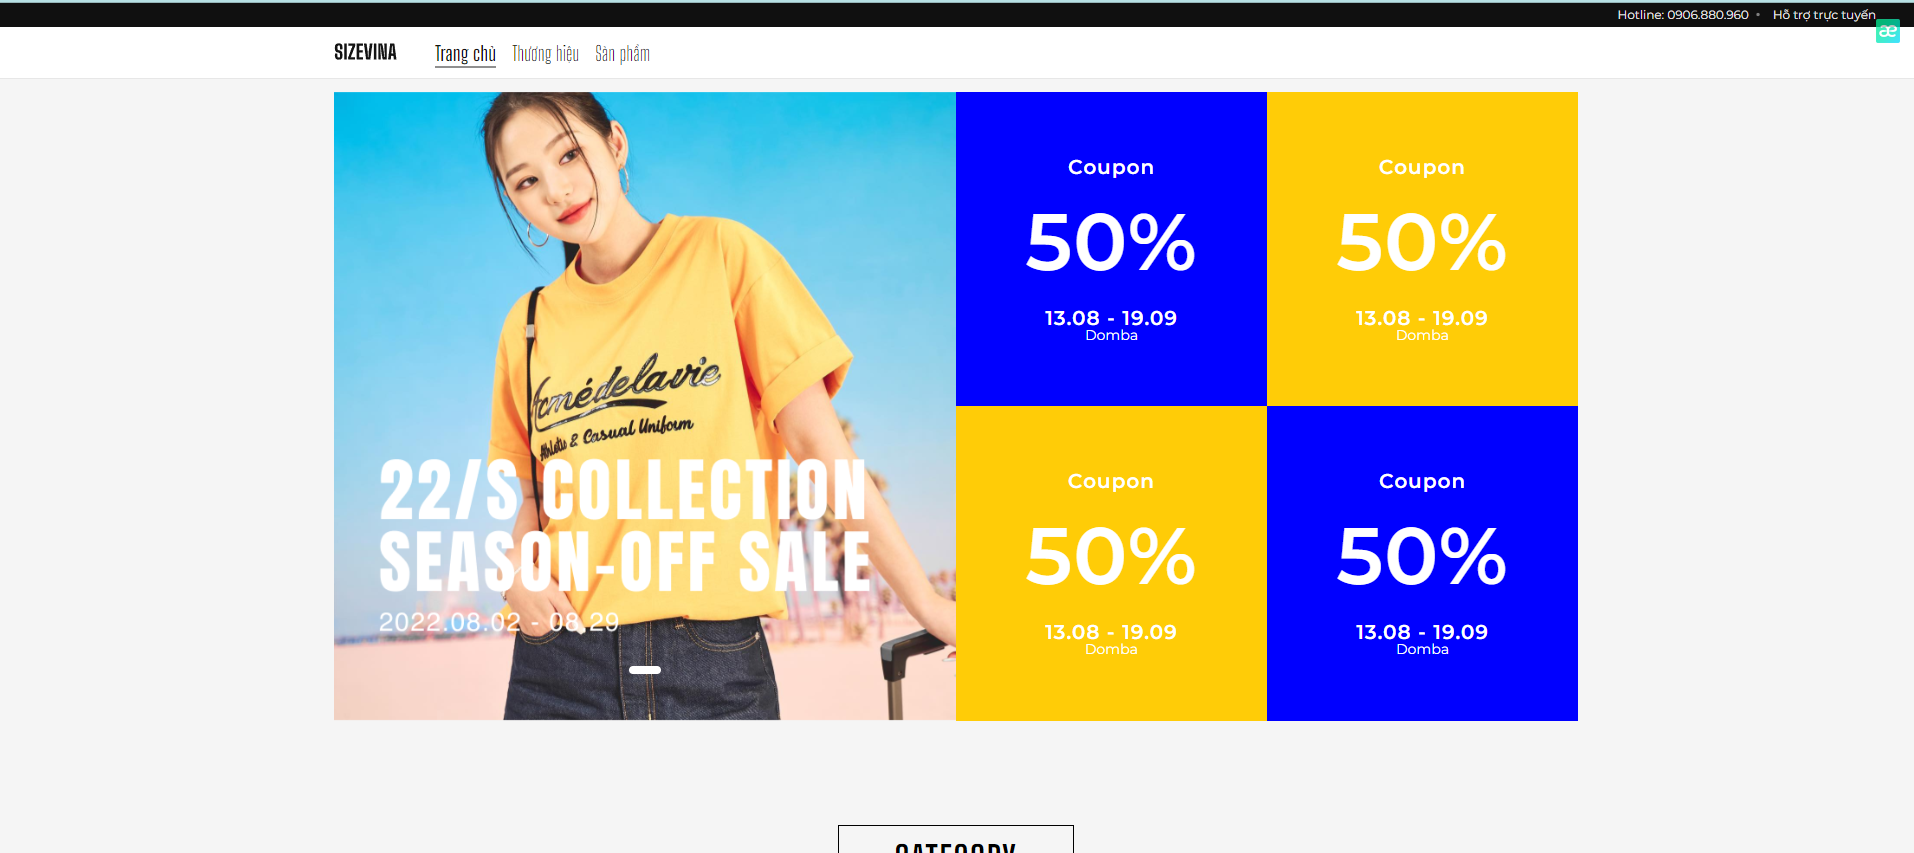 Hotline: 0906.880.960 • Hỗ trợ trực tuyến
æ
SIZEVINA Trang chủ Thương hiệu Sản phẩm
Acmédelavie
Athletic & Casual Uniform
22/S COLLECTION
SEASON-OFF SALE
2022.08.02 - 08.29
Coupon
50%
13.08 - 19.09
Domba
Coupon
50%
13.08 - 19.09
Domba
Coupon
50%
13.08 - 19.09
Domba
Coupon
50%
13.08 - 19.09
Domba
CATEGORY